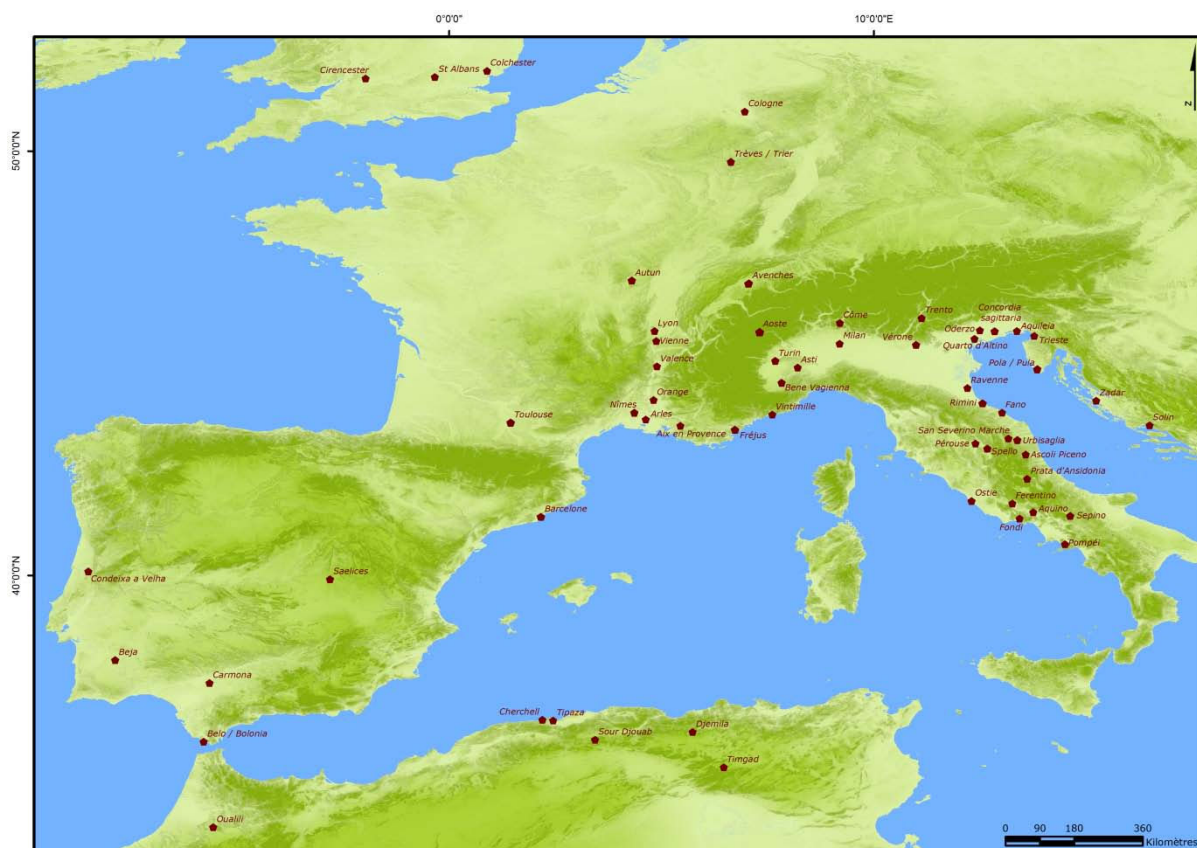 0°0'0"
10°0'0"E
Cirencester
St Albans
Colchester
Cologne
z
50°0'0"N
Trèves / Trier
Autun
Avenches
Lyon
Vienne
Aoste
Côme
Milan
Trento
Vérone
Concordia
sagittaria
Oderzo
Quarto d'Altino
Aquileia
Trieste
Valence
Turin
Asti
Bene Vagienna
Pola / Pula
Orange
Nîmes
Arles
Aix en Provence
Fréjus
Vintimille
Ravenne
Rimini
Fano
Zadar
Solin
Toulouse
San Severino Marche
Urbisaglia
Pérouse
Spello
Ascoli Piceno
Prata d'Ansidonia
Barcelone
Ostie
Ferentino
Aquino
Fondi
Sepino
Pompéi
40°0'0"N
Condeixa a Velha
Saelices
Beja
Carmona
Belo / Bolonia
Cherchell
Tipaza
Sour Djouab
Djemila
Timgad
Oualili
0 90 180 360
Kilomètres